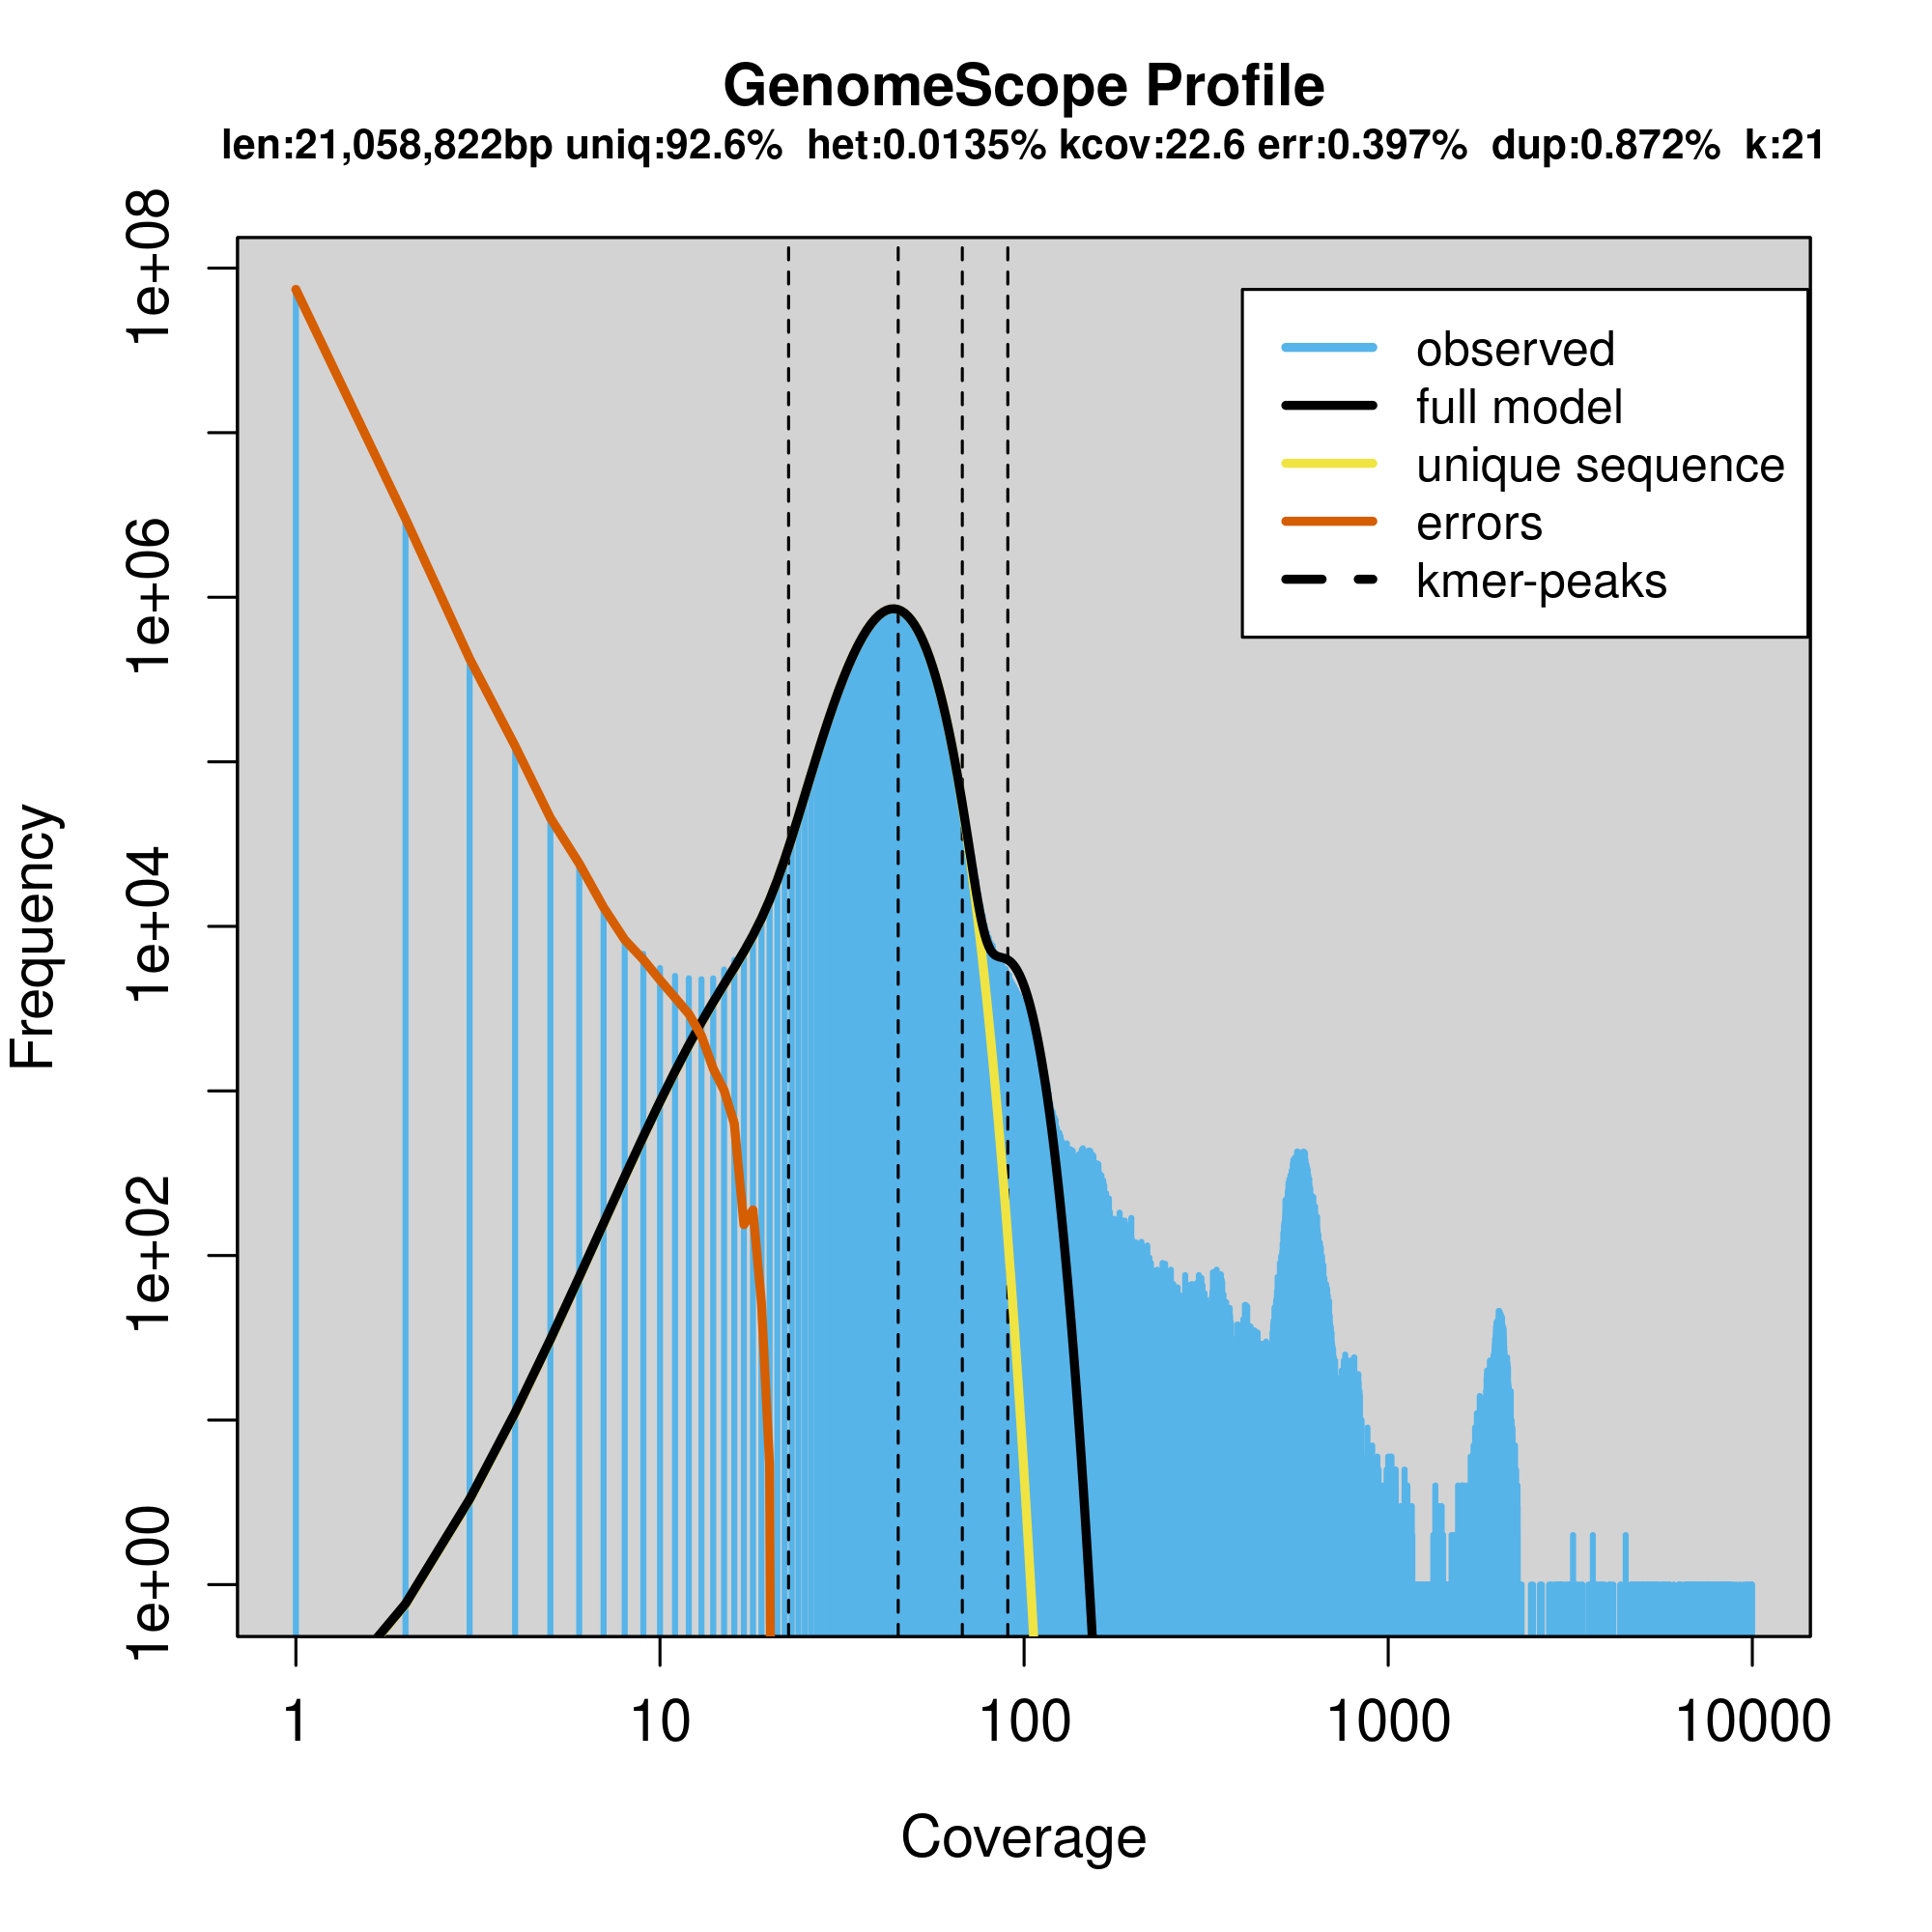 GenomeScope Profile
len:21,058,822bp uniq:92.6% het:0.0135% kcov:22.6 err:0.397% dup:0.872% k:21
1e+08
1e+06
1e+04
1e+02
1e+00
Frequency
observed
full model
unique sequence
errors
kmer-peaks
1 10 100 1000 10000
Coverage